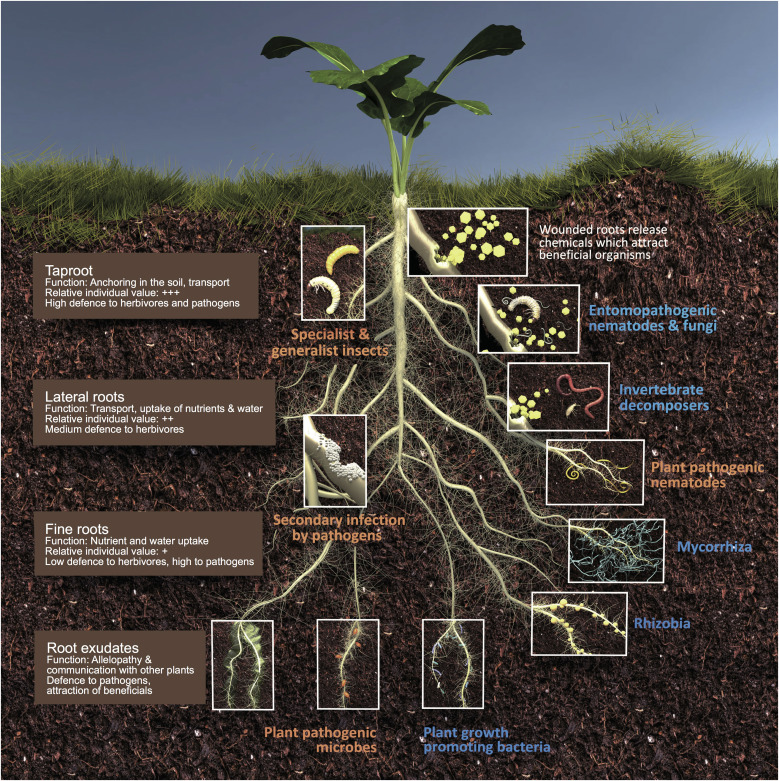 Wounded roots release
chemicals which attract
beneficial organisms
Taproot
Function: Anchoring in the soil, transport
Relative individual value: +++
High defence to herbivores and pathogens
Entomopathogenic
nematodes & fungi
Specialist &
generalist insects
Invertebrate
decomposers
Lateral roots
Function: Transport, uptake of nutrients & water
Relative individual value: ++
Medium defence to herbivores
Plant pathogenic
nematodes
Secondary infection
by pathogens
Fine roots
Function: Nutrient and water uptake
Relative individual value: +
Low defence to herbivores, high to pathogens
Mycorrhiza
Rhizobia
Root exudates
Function: Allelopathy &
communication with other plants
Defence to pathogens,
attraction of beneficials
Plant pathogenic
microbes
Plant growth
promoting bacteria